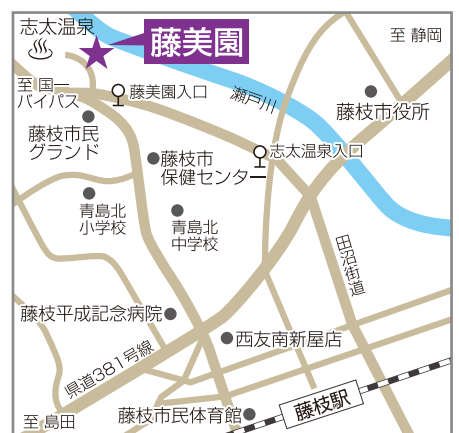 志太温泉
藤美園
至 静岡
至 国一
バイパス
藤美園入口
瀬戸川
藤枝市役所
藤枝市民
グランド
志太温泉入口
藤枝市
保健センター
青島北
小学校
青島北
中学校
田沼街道
藤枝平成記念病院
西友南新屋店
県道381号線
藤枝駅
至 島田
藤枝市民体育館